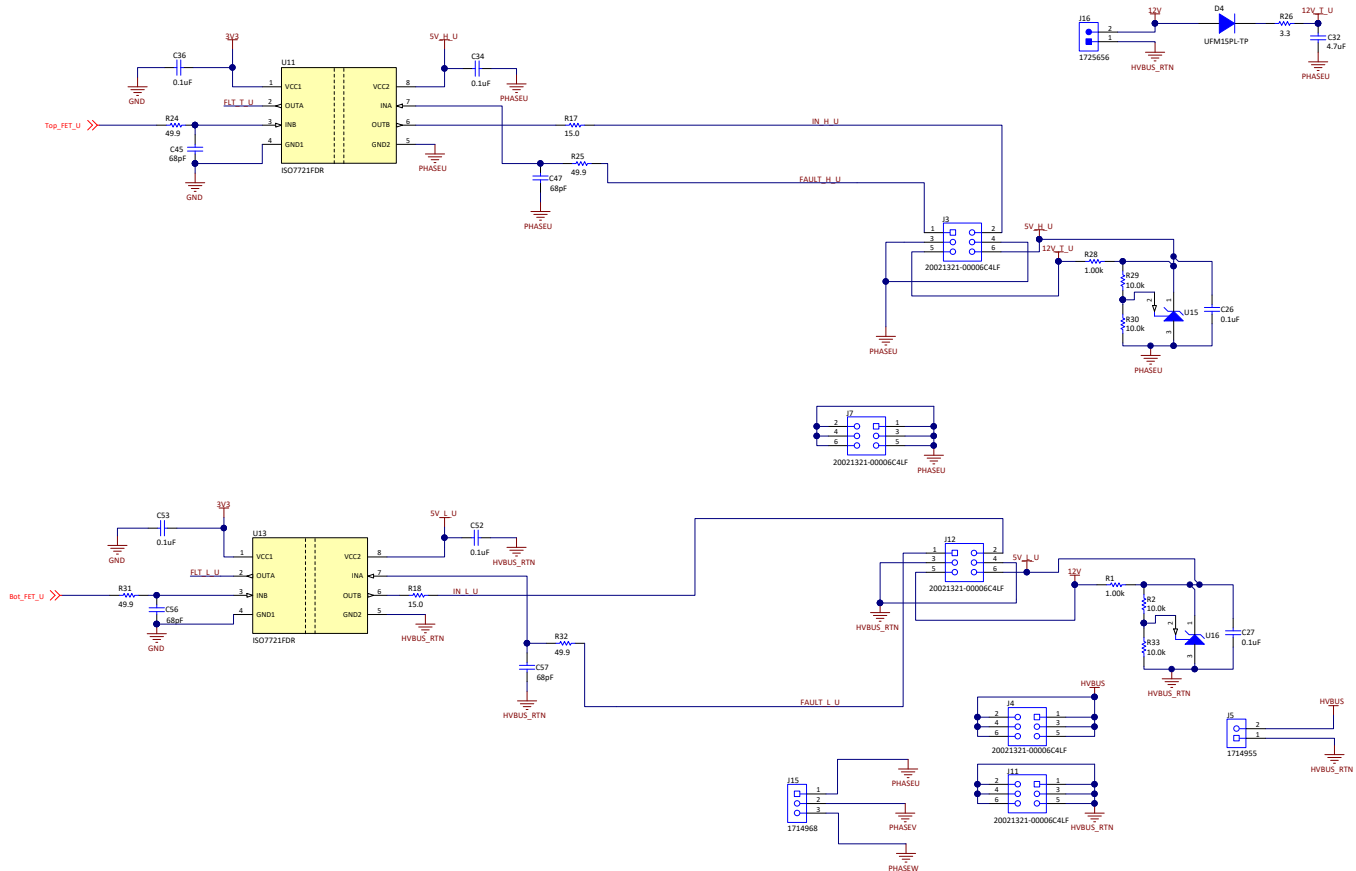 J16
2
1
1725656
12V
HVBUS_RTN
D4
UFM15PL-TP
R26
3.3
12V_T_U
C32
4.7uF
PHASEU
3V3
C36
0.1uF
GND
U11
1
VCC1
VCC2
8
FLT_T_U
2
OUTA
INA
7
3
INB
OUTB
6
4
GND1
GND2
5
ISO7721FDR
5V_H_U
C34
0.1uF
PHASEU
Top_FET_U
R24
49.9
C45
68pF
GND
PHASEU
R17
15.0
IN_H_U
R25
49.9
C47
68pF
PHASEU
FAULT_H_U
J3
1
2
3
4
5
6
20021321-00006C4LF
5V_H_U
12V_T_U
PHASEU
R28
1.00k
R29
10.0k
R30
10.0k
1
2
3
U15
C26
0.1uF
PHASEU
J7
2
1
4
3
6
5
20021321-00006C4LF
PHASEU
3V3
C53
0.1uF
GND
U13
1
VCC1
VCC2
8
FLT_L_U
2
OUTA
INA
7
3
INB
OUTB
6
4
GND1
GND2
5
ISO7721FDR
5V_L_U
C52
0.1uF
HVBUS_RTN
Bot_FET_U
R31
49.9
C56
68pF
GND
R18
15.0
IN_L_U
HVBUS_RTN
R32
49.9
C57
68pF
HVBUS_RTN
FAULT_L_U
J12
1
2
3
4
5
6
20021321-00006C4LF
5V_L_U
HVBUS_RTN
12V
R1
1.00k
R2
10.0k
R33
10.0k
1
2
3
U16
C27
0.1uF
HVBUS_RTN
HVBUS
J4
2
1
4
3
6
5
20021321-00006C4LF
J5
2
1
1714955
HVBUS
HVBUS_RTN
J11
2
1
4
3
6
5
20021321-00006C4LF
HVBUS_RTN
J15
1
2
3
1714968
PHASEU
PHASEV
PHASEW